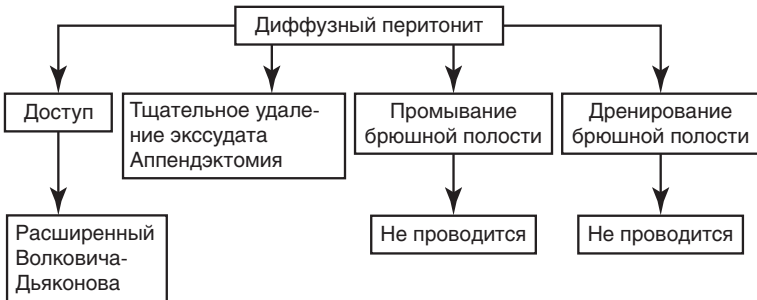 Диффузный перитонит
Доступ
Тщательное удале-
ние экссудата
Аппендэктомия
Промывание
брюшной полости
Дренирование
брюшной полости
Расширенный
Волковича-
Дьяконова
Не проводится
Не проводится